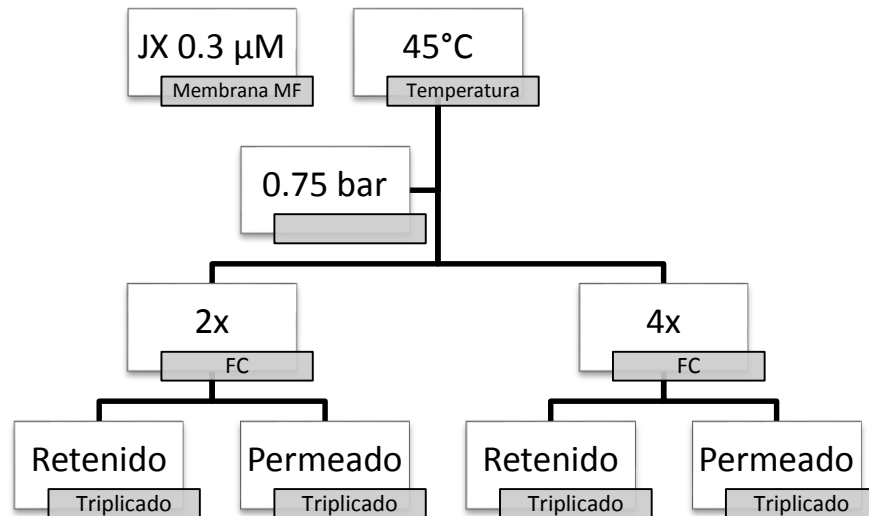 JX 0.3 µM
Membrana MF
45°C
Temperatura
0.75 bar
2x
FC
4x
FC
Retenido
Triplicado
Permeado
Triplicado
Retenido
Triplicado
Permeado
Triplicado